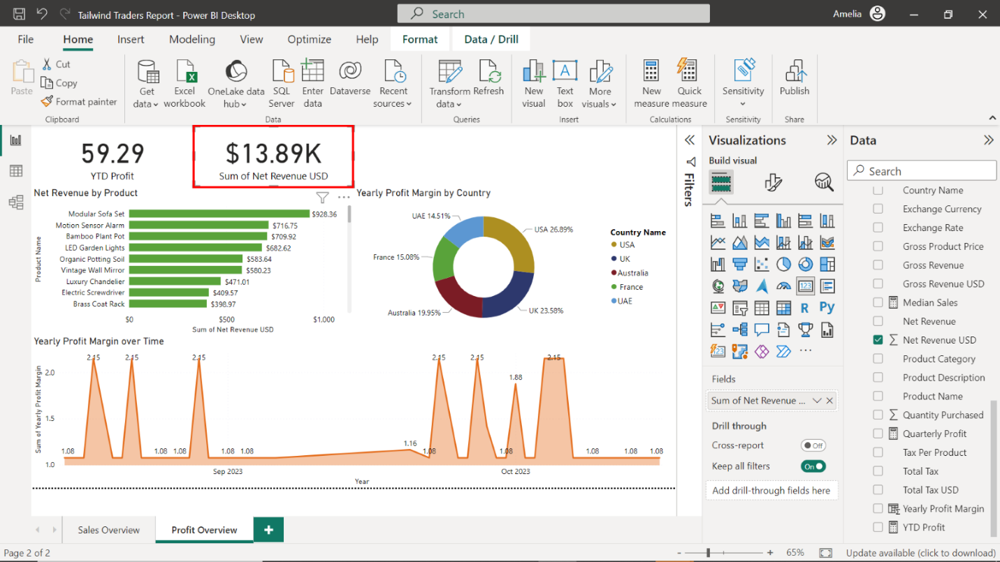 Tailwind Traders Report - Power BI Desktop
Search
Amelia
File
Home
Insert
Modeling
View
Optimize
Help
Format
Data / Drill
Paste
Cut
Copy
Format painter
Clipboard
Get data
Excel workbook
OneLake data hub
SQL Server
Enter data
Dataverse
Recent sources
Data
Transform data
Refresh
Queries
New visual
Text box
More visuals
Insert
New measure
Quick measure
Calculations
Sensitivity
Sensitivity
Publish
Share
59.29
YTD Profit
$13.89K
Sum of Net Revenue USD
Net Revenue by Product
Product Name
Modular Sofa Set $928.36
Motion Sensor Alarm $716.75
Bamboo Plant Pot $709.92
LED Garden Lights $682.62
Organic Potting Soil $583.64
Vintage Wall Mirror $580.23
Luxury Chandelier $471.01
Electric Screwdriver $409.57
Brass Coat Rack $398.97
$0 $500 $1.000
Sum of Net Revenue USD
Yearly Profit Margin by Country
UAE 14.51%
USA 26.89%
France 15.08%
Australia 19.95%
UK 23.58%
Country Name
USA
UK
Australia
France
UAE
Yearly Profit Margin over Time
Sum of Yearly Profit Margin
2.0
1.5
1.0
2.15 2.15 2.15 2.15 2.15 2.15
1.88
1.16
1.08 1.08 1.08 1.08 1.08 1.08 1.08 1.08 1.08 1.08
Sep 2023 Oct 2023
Year
Filters
Visualizations
Build visual
123
R
Py
123
Fields
Sum of Net Revenue ...
Drill through
Cross-report
Off
Keep all filters
On
Add drill-through fields here
Data
Search
Country Name
Exchange Currency
Exchange Rate
Gross Product Price
Gross Revenue
Gross Revenue USD
Median Sales
Net Revenue
Net Revenue USD
Product Category
Product Description
Product Name
Quantity Purchased
Quarterly Profit
Tax Per Product
Total Tax
Total Tax USD
Yearly Profit Margin
YTD Profit
Sales Overview
Profit Overview
+
Page 2 of 2
- + 65%
Update available (click to download)